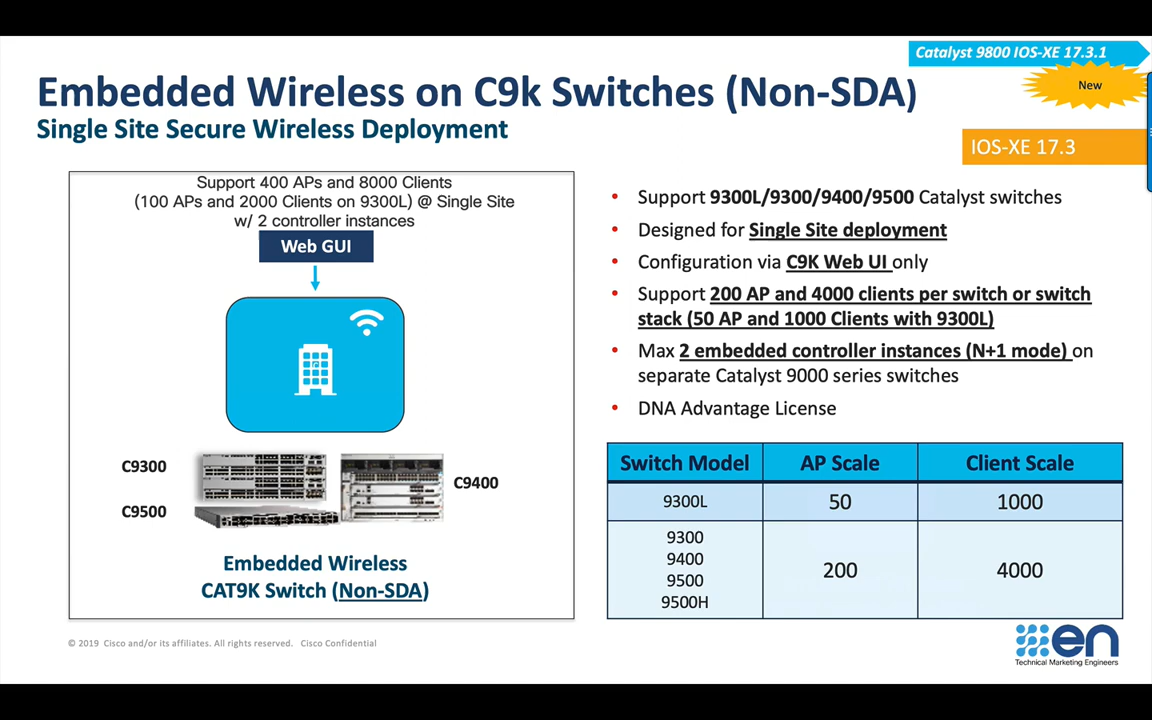 Catalyst 9800 IOS-XE 17.3.1
New
Embedded Wireless on C9k Switches (Non-SDA)
Single Site Secure Wireless Deployment
IOS-XE 17.3
Support 400 APs and 8000 Clients
(100 APs and 2000 Clients on 9300L) @ Single Site
w/ 2 controller instances
Web GUI
C9300
C9500
C9400
Embedded Wireless
CAT9K Switch (Non-SDA)
• Support 9300L/9300/9400/9500 Catalyst switches
• Designed for Single Site deployment
• Configuration via C9K Web UI only
• Support 200 AP and 4000 clients per switch or switch
stack (50 AP and 1000 Clients with 9300L)
• Max 2 embedded controller instances (N+1 mode) on
separate Catalyst 9000 series switches
• DNA Advantage License
Switch Model AP Scale Client Scale
9300L 50 1000
9300
9400
9500
9500H
200 4000
© 2019 Cisco and/or its affiliates. All rights reserved. Cisco Confidential
en
Technical Marketing Engineers